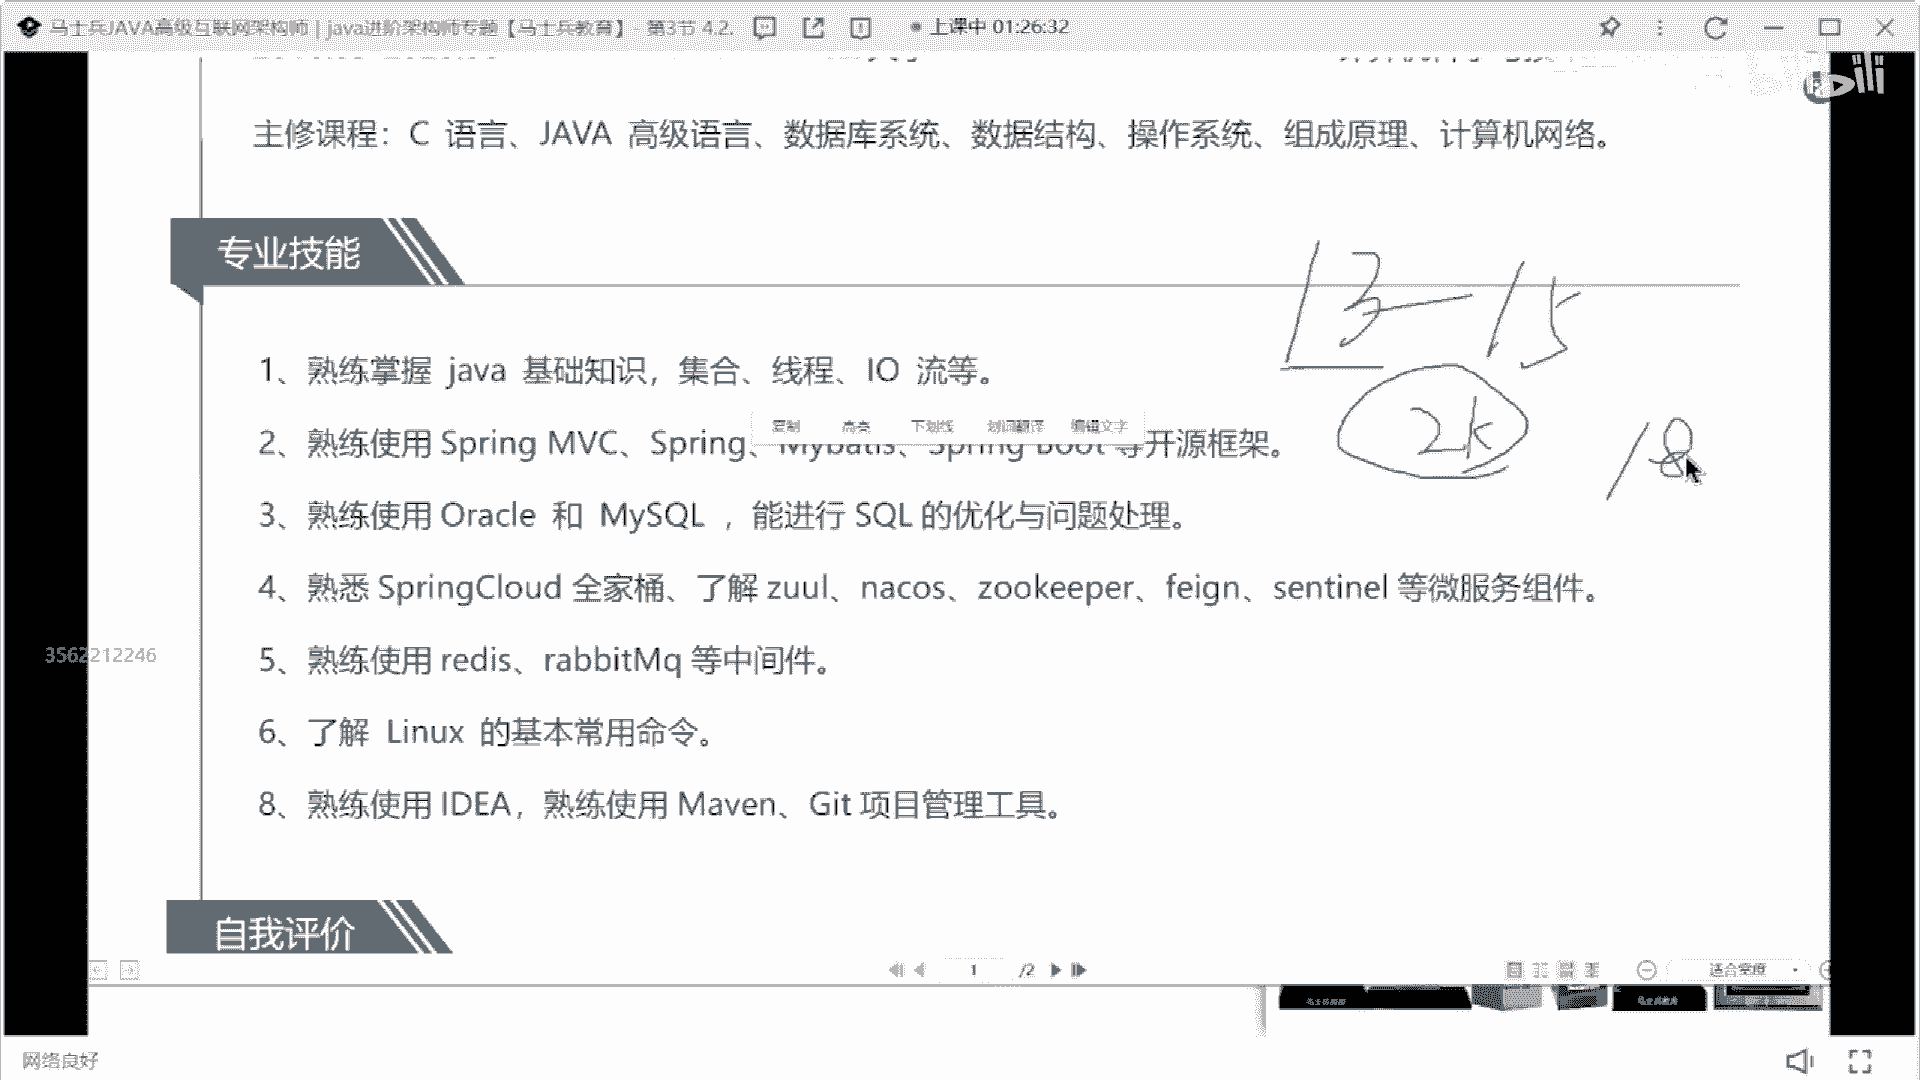 马士兵JAVA高级互联网架构师 | java进阶架构师专题【马士兵教育】 - 第3节 4.2.
上课中 01:26:32
主修课程：C 语言、JAVA 高级语言、数据库系统、数据结构、操作系统、组成原理、计算机网络。
专业技能
13-15
1、熟练掌握 java 基础知识，集合、线程、IO 流等。
2k
18
复制 高亮 下划线 划词翻译 编辑文字
2、熟练使用 Spring MVC、Spring、Mybatis、Spring Boot 等开源框架。
3、熟练使用 Oracle 和 MySQL ，能进行 SQL 的优化与问题处理。
4、熟悉 SpringCloud 全家桶、了解 zuul、nacos、zookeeper、feign、sentinel 等微服务组件。
3562212246
5、熟练使用 redis、rabbitMq 等中间件。
6、了解 Linux 的基本常用命令。
8、熟练使用 IDEA，熟练使用 Maven、Git 项目管理工具。
自我评价
1 /2
适合宽度
网络良好